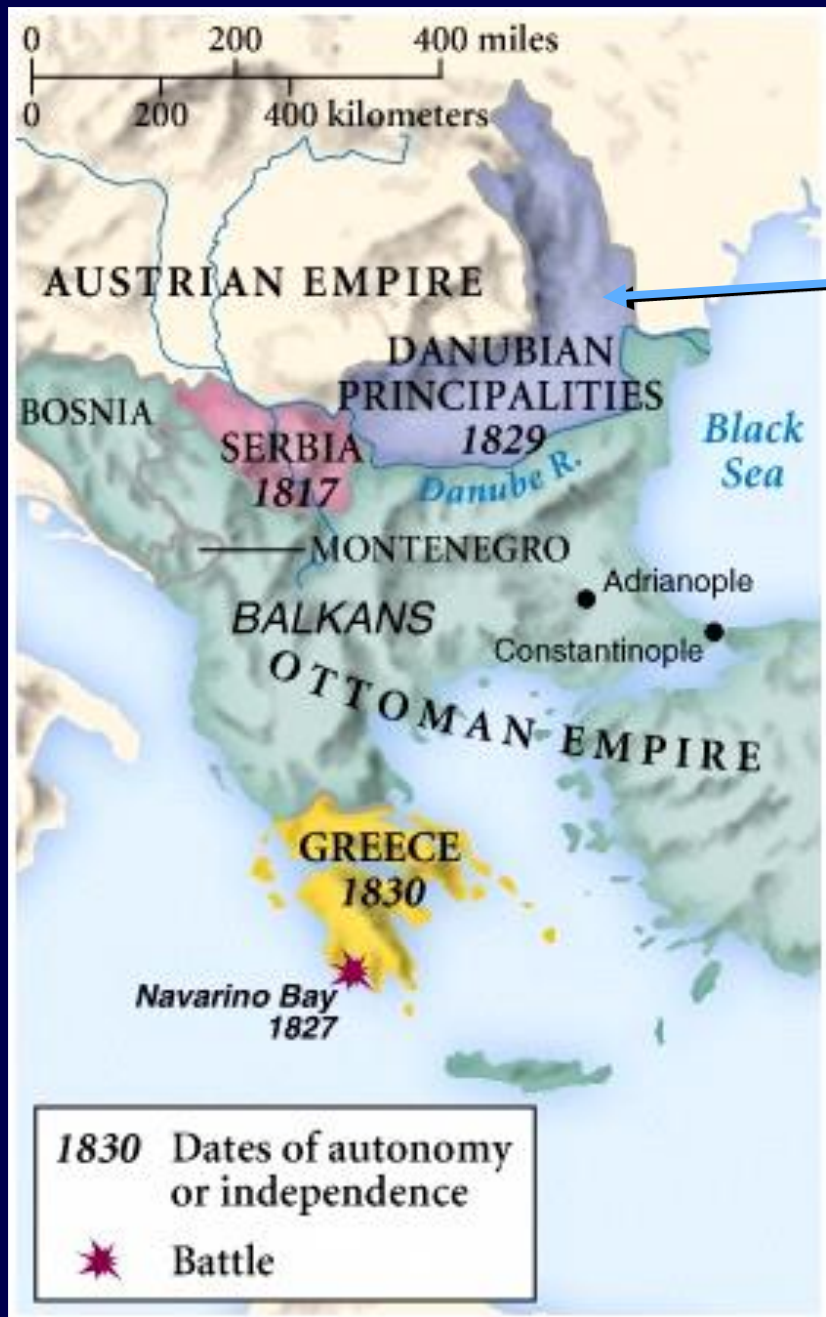 0 200 400 miles
0 200 400 kilometers
AUSTRIAN EMPIRE
DANUBIAN
PRINCIPALITIES
1829
BOSNIA
SERBIA
1817
Black
Sea
Danube R.
MONTENEGRO
Adrianople
BALKANS
Constantinople
OTTOMAN EMPIRE
GREECE
1830
Navarino Bay
1827
1830 Dates of autonomy
or independence
Battle